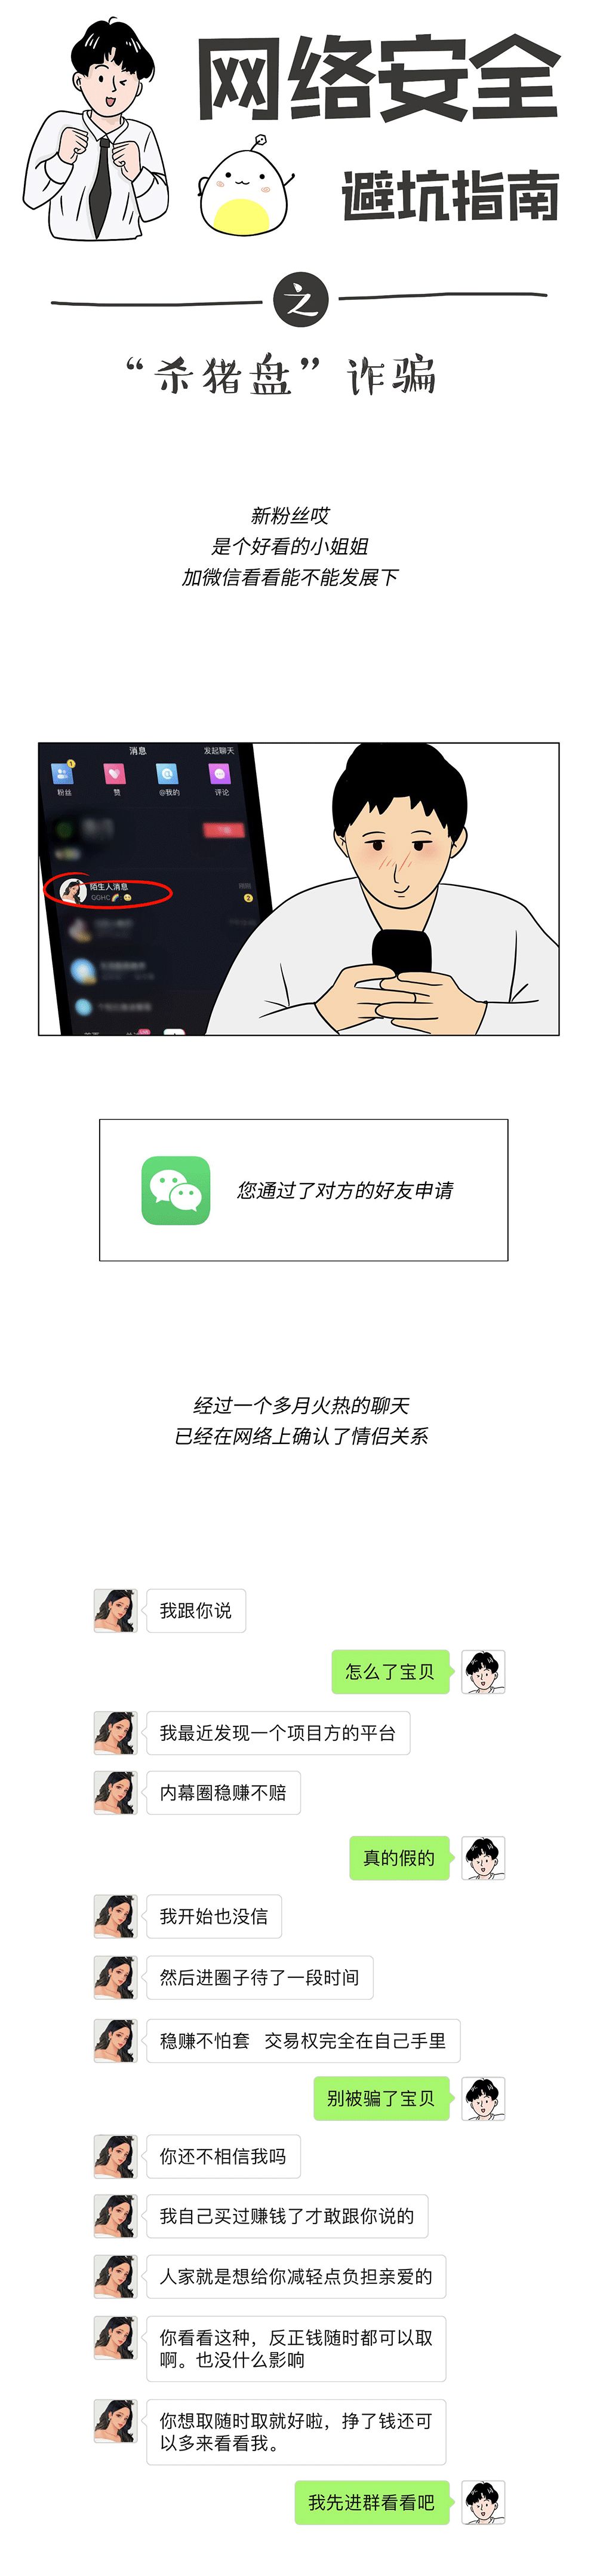 网络安全
避坑指南
之
“杀猪盘”诈骗
新粉丝哎
是个好看的小姐姐
加微信看看能不能发展下
消息
发起聊天
1
粉丝
赞
@我的
评论
陌生人消息
GGHC
2
您通过了对方的好友申请
经过一个多月火热的聊天
已经在网络上确认了情侣关系
我跟你说
怎么了宝贝
我最近发现一个项目方的平台
内幕圈稳赚不赔
真的假的
我开始也没信
然后进圈子待了一段时间
稳赚不怕套 交易权完全在自己手里
别被骗了宝贝
你还不相信我吗
我自己买过赚钱了才敢跟你说的
人家就是想给你减轻点负担亲爱的
你看看这种，反正钱随时都可以取
啊。也没什么影响
你想取随时取就好啦，挣了钱还可
以多来看看我。
我先进群看看吧